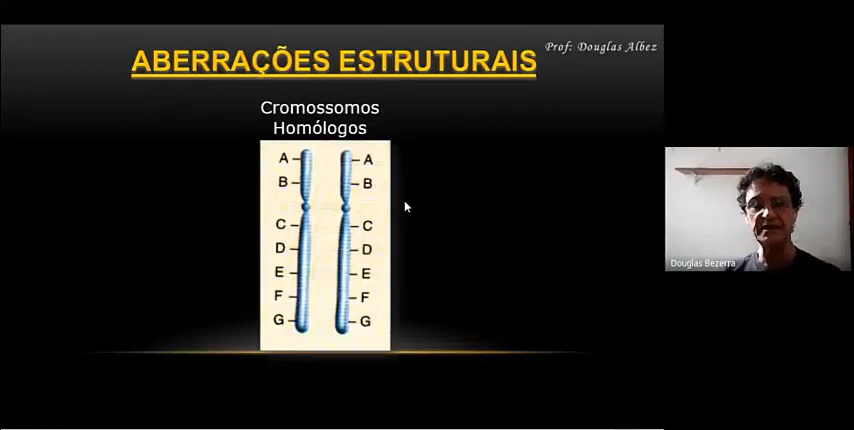 Prof: Douglas Albez
ABERRAÇÕES ESTRUTURAIS
Cromossomos
Homólogos
A A
B B
C C
D D
E E
F F
G G
Douglas Bezerra